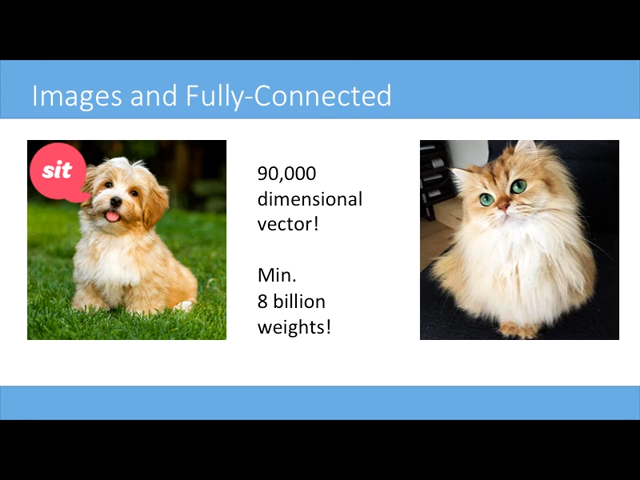 Images and Fully-Connected
sit
90,000
dimensional
vector!
Min.
8 billion
weights!